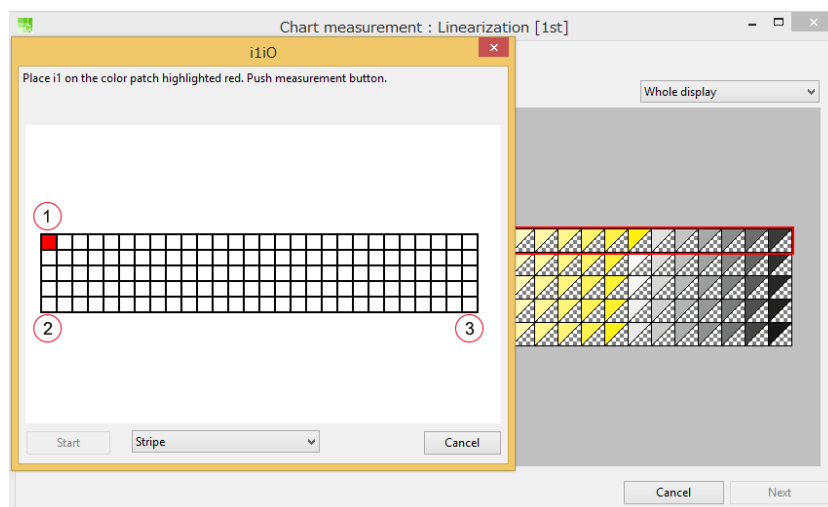 Chart measurement : Linearization [1st]
i1iO
Place i1 on the color patch highlighted red. Push measurement button.
Whole display
1
2
3
Start
Stripe
Cancel
Cancel
Next